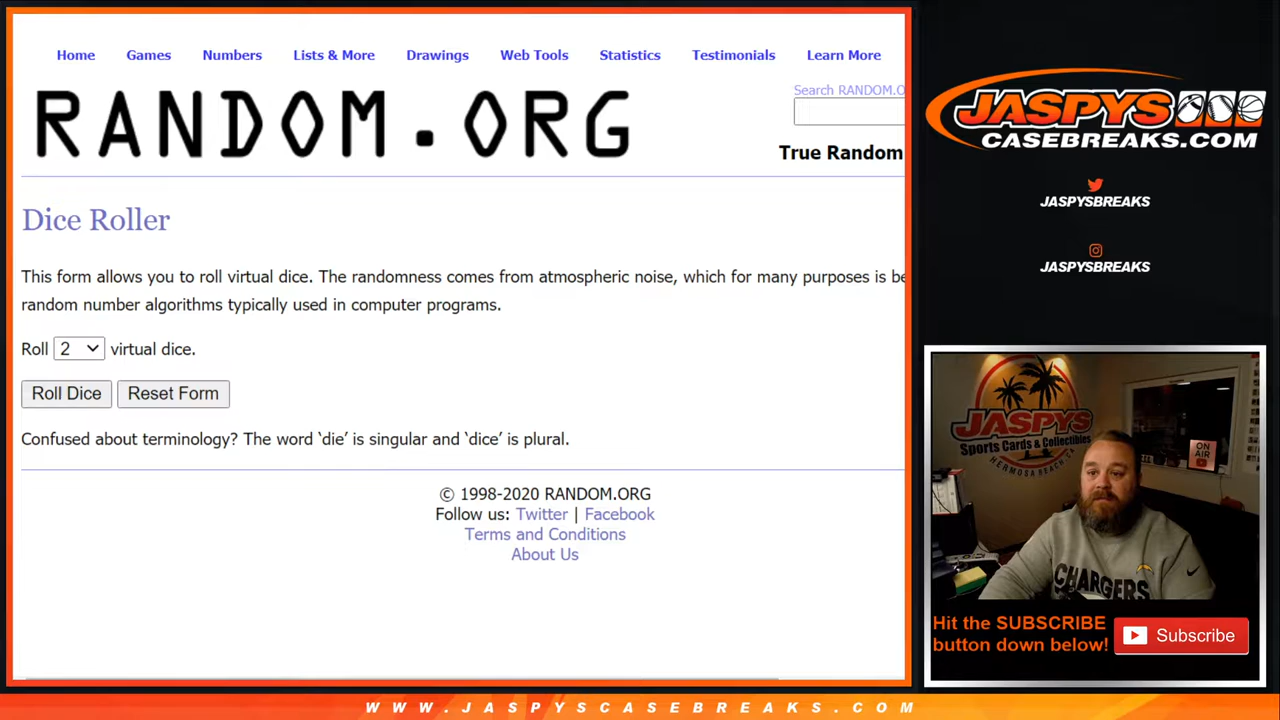 Home Games Numbers Lists & More Drawings Web Tools Statistics Testimonials Learn More
RANDOM.ORG
Search RANDOM.O
True Random
Dice Roller
This form allows you to roll virtual dice. The randomness comes from atmospheric noise, which for many purposes is be
random number algorithms typically used in computer programs.
Roll 2 virtual dice.
Roll Dice Reset Form
Confused about terminology? The word ‘die’ is singular and ‘dice’ is plural.
© 1998-2020 RANDOM.ORG
Follow us: Twitter | Facebook
Terms and Conditions
About Us
JASPYS
CASEBREAKS.COM
JASPYSBREAKS
JASPYSBREAKS
JASPYS
Sports Cards & Collectibles
HERMOSA BEACH CA
ON
AIR
CHARGERS
Hit the SUBSCRIBE
button down below!
Subscribe
WWW.JASPYSCASEBREAKS.COM